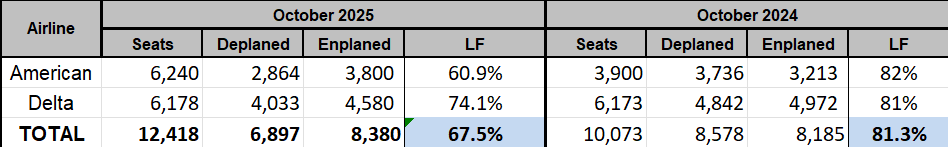 Airline October 2025 October 2024
Seats Deplaned Enplaned LF Seats Deplaned Enplaned LF
American 6,240 2,864 3,800 60.9% 3,900 3,736 3,213 82%
Delta 6,178 4,033 4,580 74.1% 6,173 4,842 4,972 81%
TOTAL 12,418 6,897 8,380 67.5% 10,073 8,578 8,185 81.3%